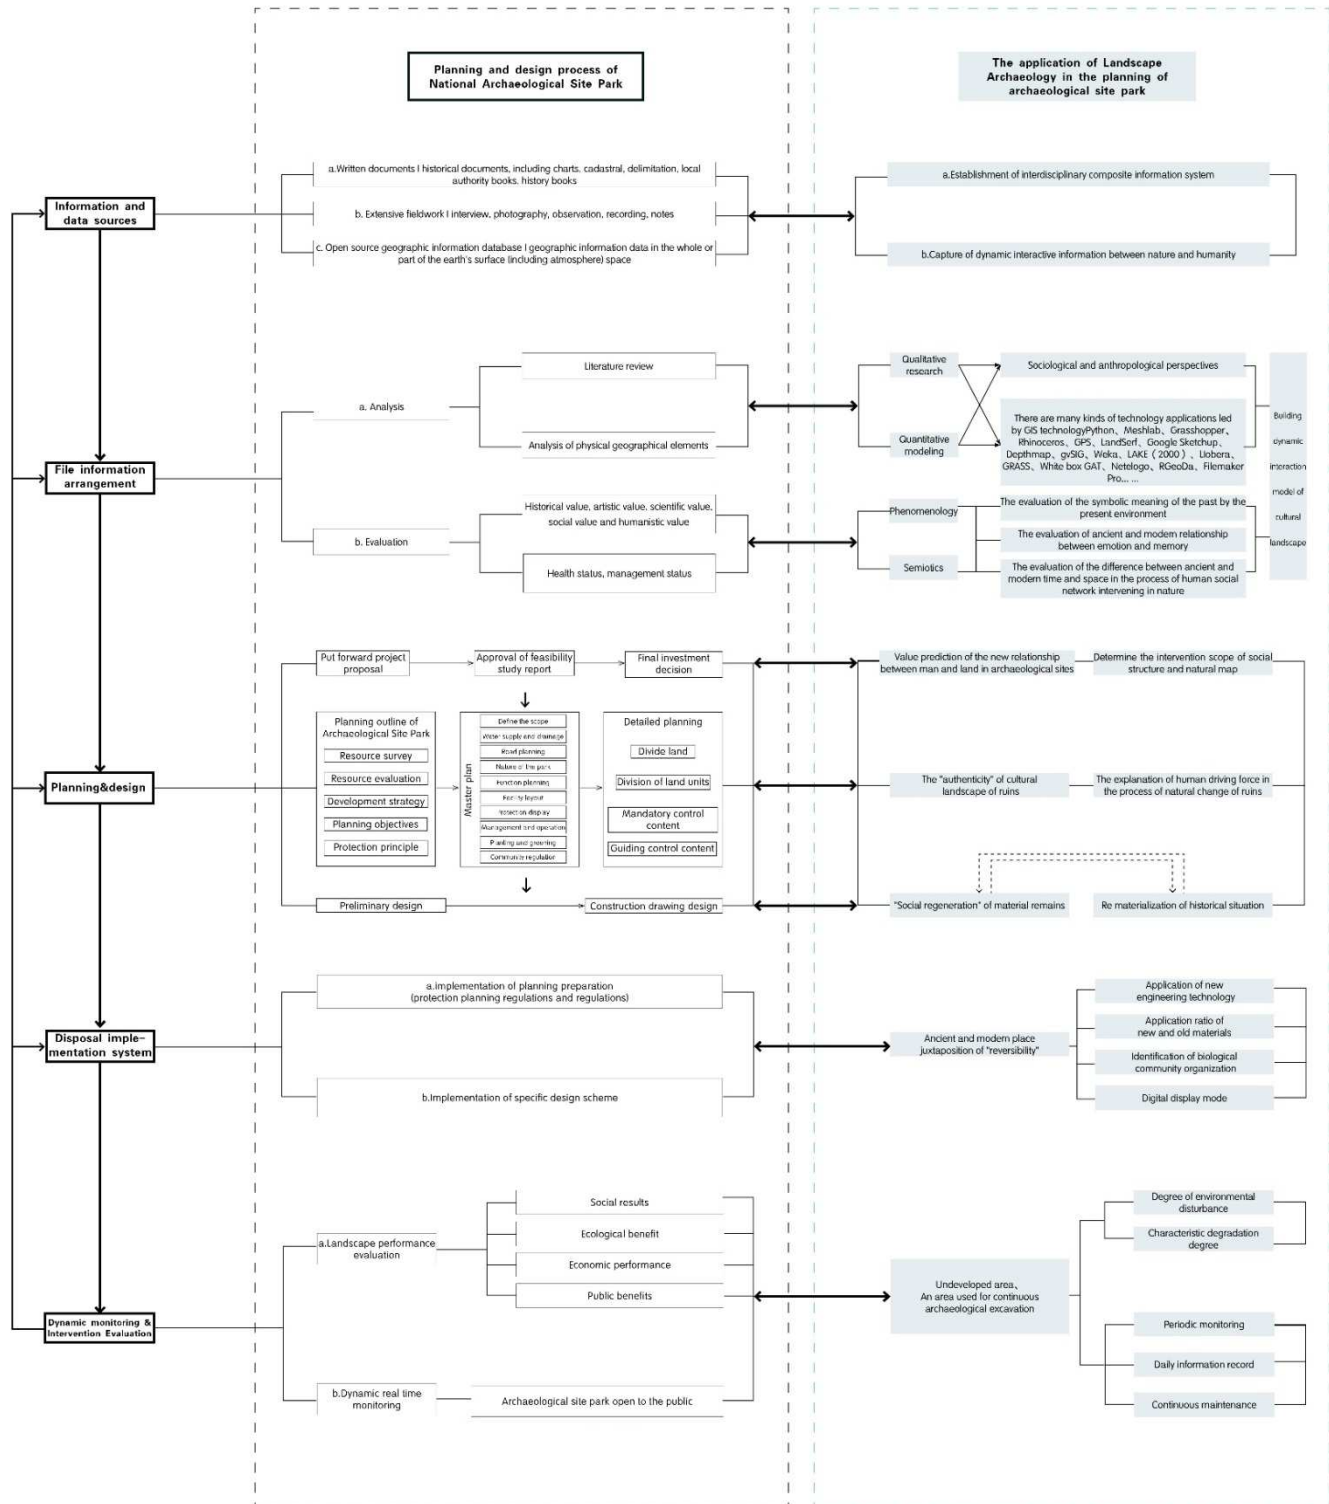 Planning and design process of
National Archaeological Site Park
The application of Landscape
Archaeology in the planning of
archaeological site park
Information and
data sources
a.Written documents I historical documents, including charts, cadastral, delimitation, local
authority books, history books
b. Extensive fieldwork I interview, photography, observation, recording, notes
c. Open source geographic information database I geographic information data in the whole or
part of the earth's surface (including atmosphere) space
a.Establishment of interdisciplinary composite information system
b.Capture of dynamic interactive information between nature and humanity
File information
arrangement
a. Analysis
Literature review
Analysis of physical geographical elements
b. Evaluation
Historical value, artistic value, scientific value,
social value and humanistic value
Health status, management status
Qualitative
research
Quantitative
modeling
Sociological and anthropological perspectives
There are many kinds of technology applications led
by GIS technologyPython、Meshlab、Grasshopper、
Rhinoceros、GPS、LandSerf、Google Sketchup、
Depthmap、gvSIG、Weka、LAKE（2000）、Llobera、
GRASS、White box GAT、Netelogo、RGeoDa、Filemaker
Pro... ...
Phenomenology
Semiotics
The evaluation of the symbolic meaning of the past by the
present environment
The evaluation of ancient and modern relationship
between emotion and memory
The evaluation of the difference between ancient and
modern time and space in the process of human social
network intervening in nature
Building
dynamic
interaction
model of
cultural
landscape
Planning&design
Put forward project
proposal
Approval of feasibility
study report
Final investment
decision
Planning outline of
Archaeological Site Park
Resource survey
Resource evaluation
Development strategy
Planning objectives
Protection principle
Master plan
Define the scope
Water supply and drainage
Road planning
Nature of the park
Function planning
Facility layout
Protection display
Management and operation
Planting and greening
Community regulation
Detailed planning
Divide land
Division of land units
Mandatory control
content
Guiding control content
Preliminary design
Construction drawing design
Value prediction of the new relationship
between man and land in archaeological sites
Determine the intervention scope of social
structure and natural map
The "authenticity" of cultural
landscape of ruins
The explanation of human driving force in
the process of natural change of ruins
"Social regeneration" of material remains
Re materialization of historical situation
Disposal imple-
mentation system
a.implementation of planning preparation
(protection planning regulations and regulations)
b.Implementation of specific design scheme
Ancient and modern place
juxtaposition of "reversibility"
Application of new
engineering technology
Application ratio of
new and old materials
Identification of biological
community organization
Digital display mode
Dynamic monitoring &
Intervention Evaluation
a.Landscape performance
evaluation
Social results
Ecological benefit
Economic performance
Public benefits
b.Dynamic real time
monitoring
Archaeological site park open to the public
Undeveloped area、
An area used for continuous
archaeological excavation
Degree of environmental
disturbance
Characteristic degradation
degree
Periodic monitoring
Daily information record
Continuous maintenance